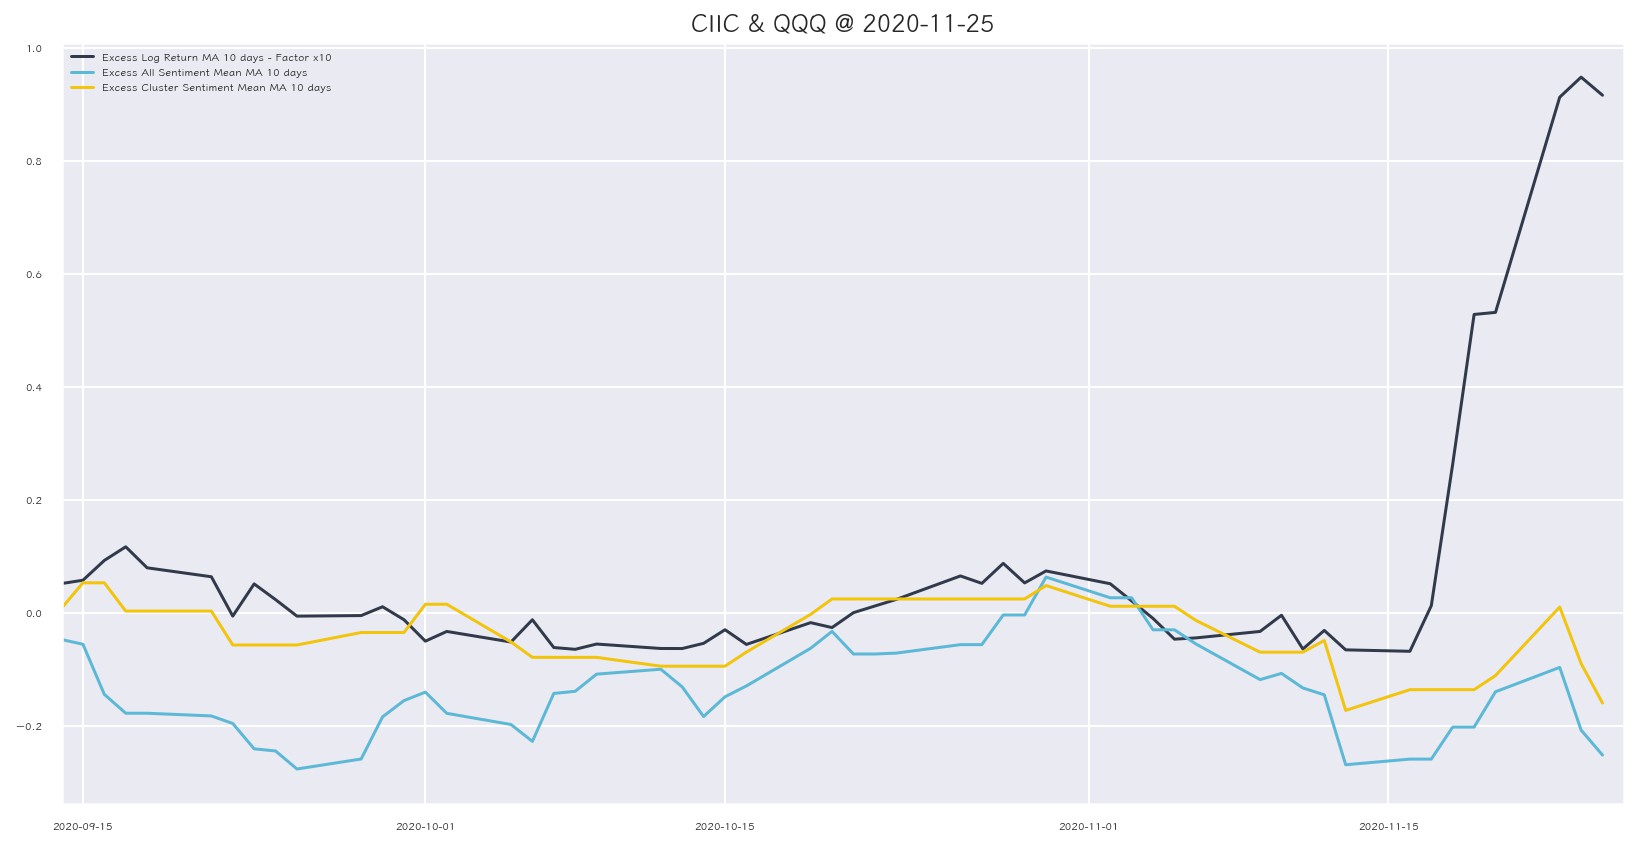 CIIC & QQQ @ 2020-11-25
1.0
Excess Log Return MA 10 days - Factor x10
Excess All Sentiment Mean MA 10 days
Excess Cluster Sentiment Mean MA 10 days
0.8
0.6
0.4
0.2
0.0
−0.2
2020-09-15 2020-10-01 2020-10-15 2020-11-01 2020-11-15